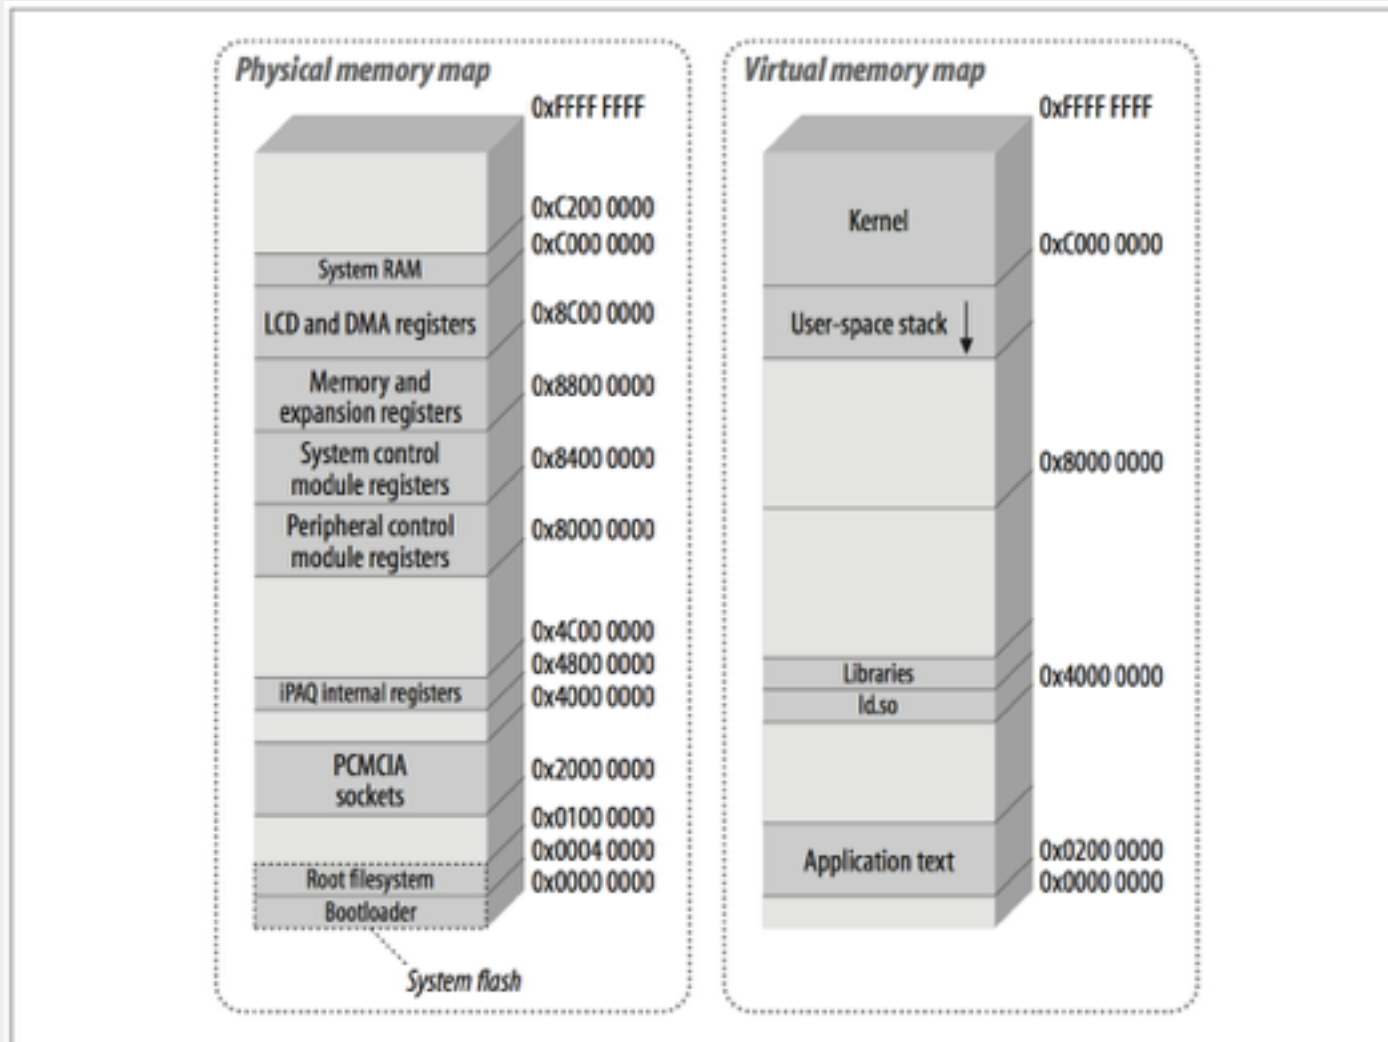 Physical memory map
0xFFFF FFFF
0xC200 0000
0xC000 0000
System RAM
LCD and DMA registers
0x8C00 0000
Memory and
expansion registers
0x8800 0000
System control
module registers
0x8400 0000
Peripheral control
module registers
0x8000 0000
0x4C00 0000
0x4800 0000
iPAQ internal registers
0x4000 0000
PCMCIA
sockets
0x2000 0000
0x0100 0000
0x0004 0000
Root filesystem
0x0000 0000
Bootloader
System flash
Virtual memory map
0xFFFF FFFF
Kernel
0xC000 0000
User-space stack
0x8000 0000
Libraries
0x4000 0000
ld.so
Application text
0x0200 0000
0x0000 0000